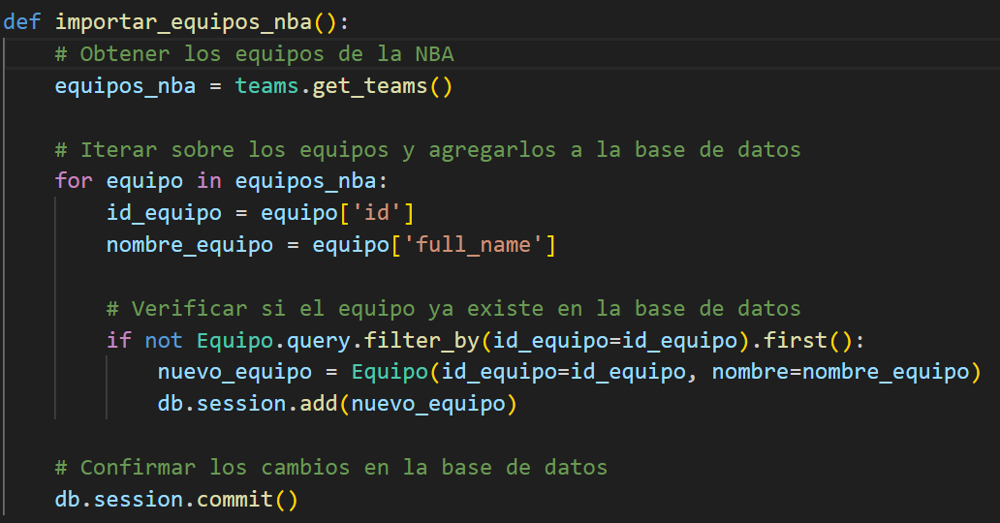 def importar_equipos_nba():
# Obtener los equipos de la NBA
equipos_nba = teams.get_teams()
# Iterar sobre los equipos y agregarlos a la base de datos
for equipo in equipos_nba:
id_equipo = equipo['id']
nombre_equipo = equipo['full_name']
# Verificar si el equipo ya existe en la base de datos
if not Equipo.query.filter_by(id_equipo=id_equipo).first():
nuevo_equipo = Equipo(id_equipo=id_equipo, nombre=nombre_equipo)
db.session.add(nuevo_equipo)
# Confirmar los cambios en la base de datos
db.session.commit()